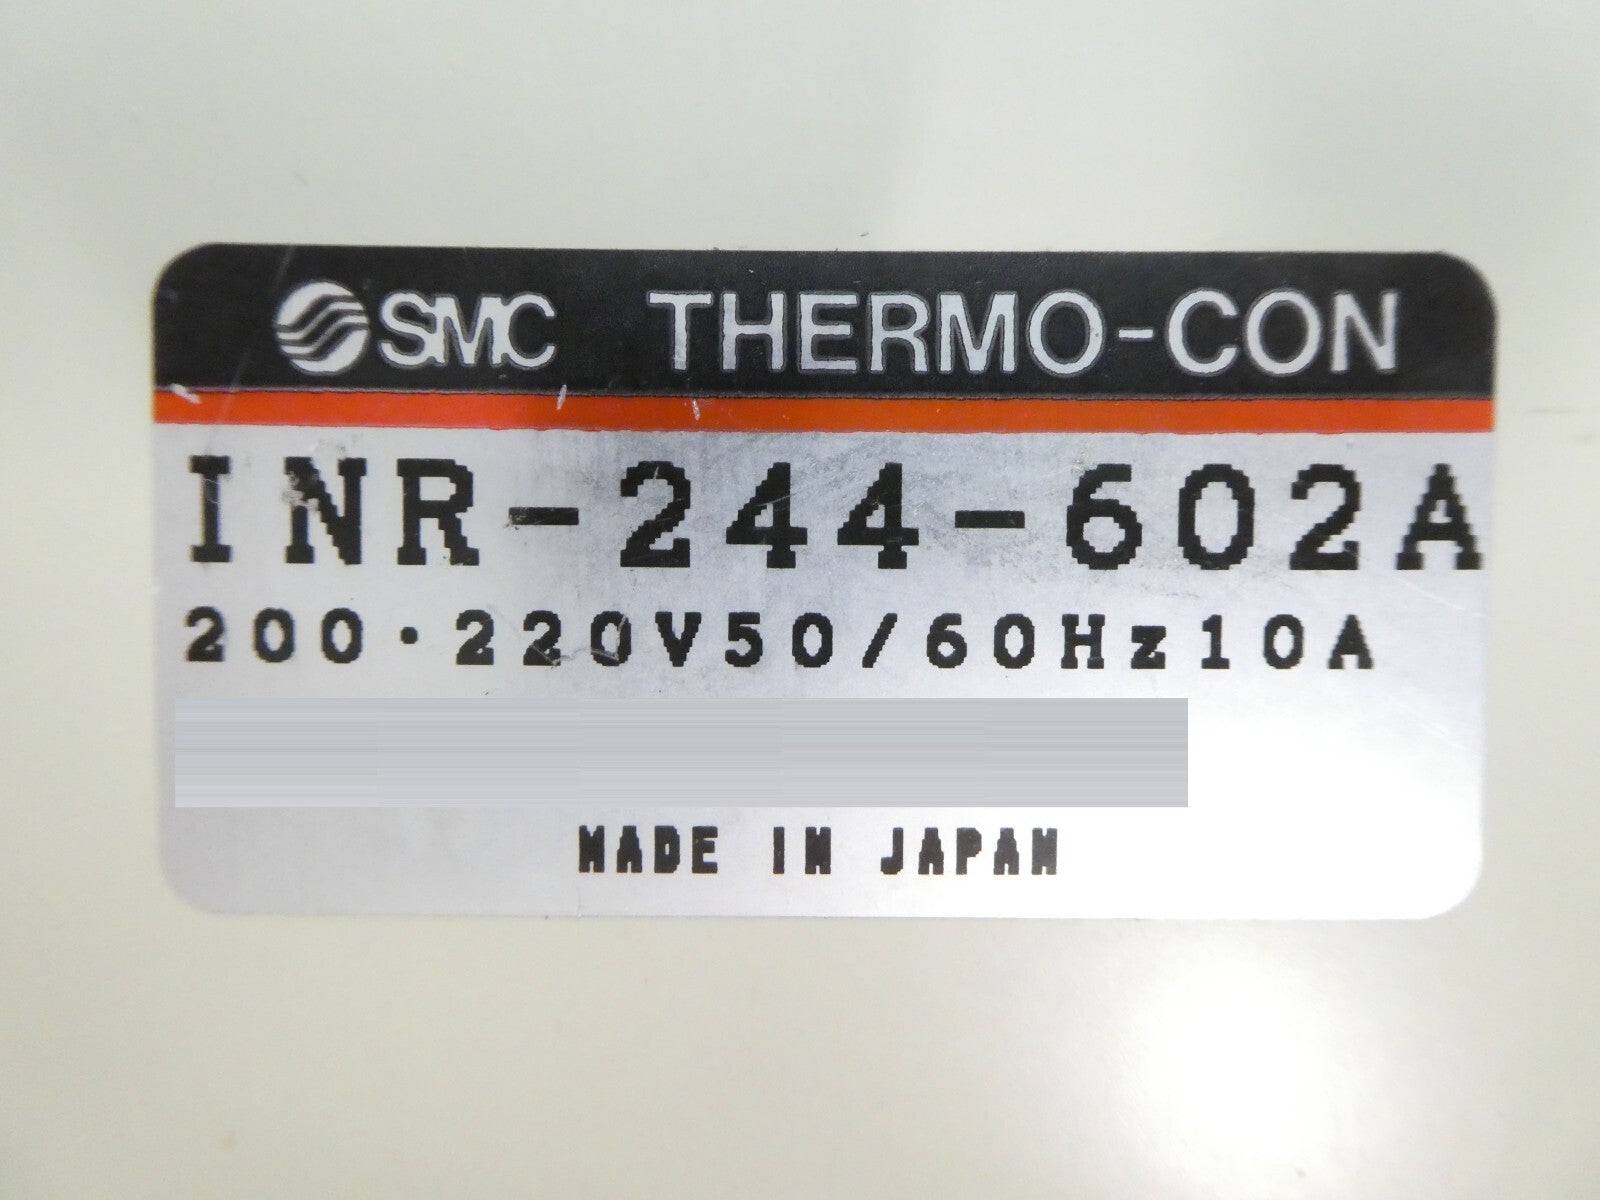 SMC THERMO-CON
INR-244-602A
200·220V50/60Hz10A
MADE IN JAPAN